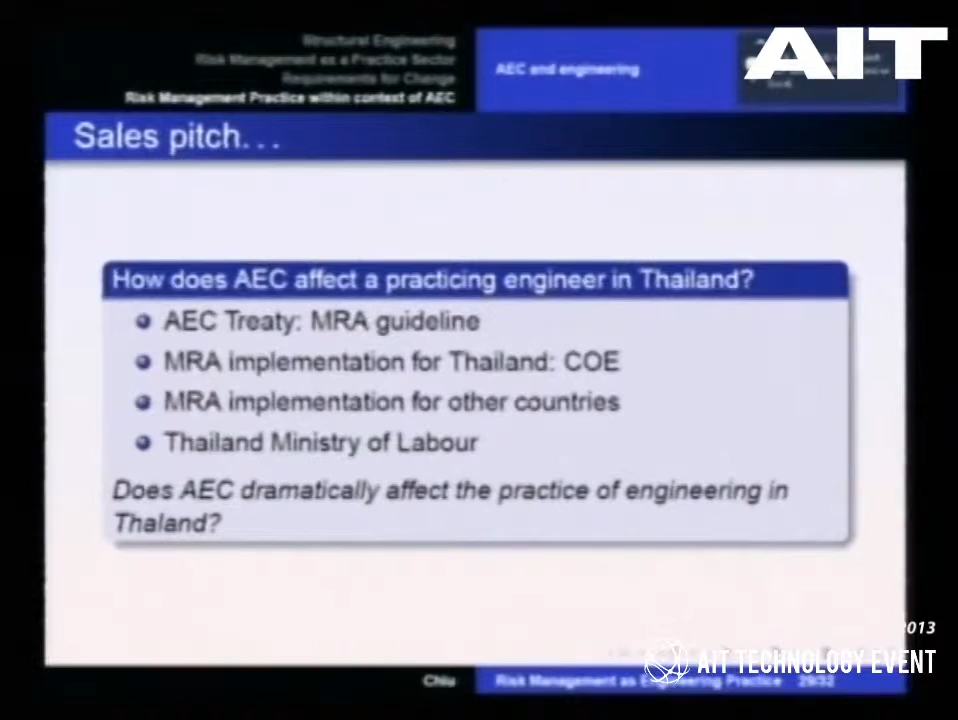 Structural Engineering
Risk Management as a Practice Sector
Requirements for Change
Risk Management Practice within context of AEC
AEC and engineering
AIT
Sales pitch...
How does AEC affect a practicing engineer in Thailand?
AEC Treaty: MRA guideline
MRA implementation for Thailand: COE
MRA implementation for other countries
Thailand Ministry of Labour
Does AEC dramatically affect the practice of engineering in
Thaland?
2013
AIT TECHNOLOGY EVENT
Chiu
Risk Management as Engineering Practice 29/32